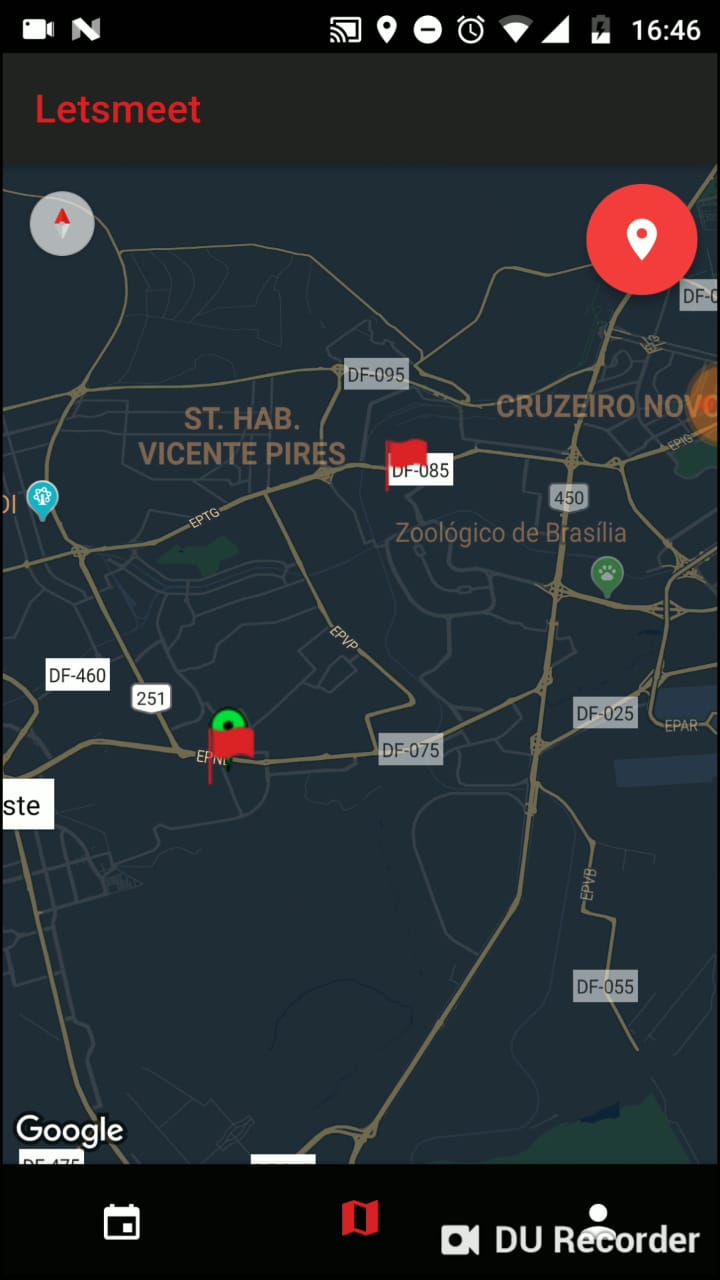 16:46
Letsmeet
DF-0
DF-095
ST. HAB.
VICENTE PIRES
CRUZEIRO NOVO
EPIG
DF-085
450
EPTG
Zoológico de Brasília
EPVP
DF-460
251
DF-025
EPAR
DF-075
EPNB
ste
EPVB
DF-055
Google
DF-475
DU Recorder